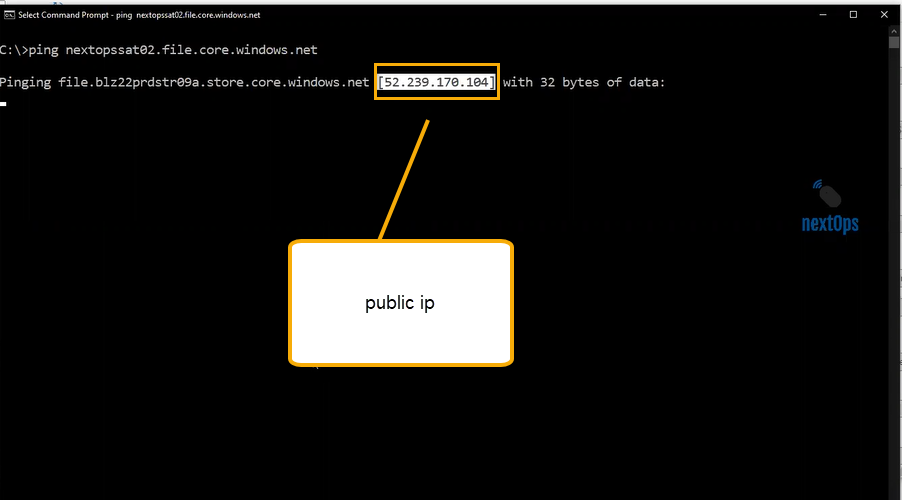 Select Command Prompt - ping  nextopssat02.file.core.windows.net
C:\>ping nextopssat02.file.core.windows.net
Pinging file.blz22prdstr09a.store.core.windows.net [52.239.170.104] with 32 bytes of data:
nextOps
public ip